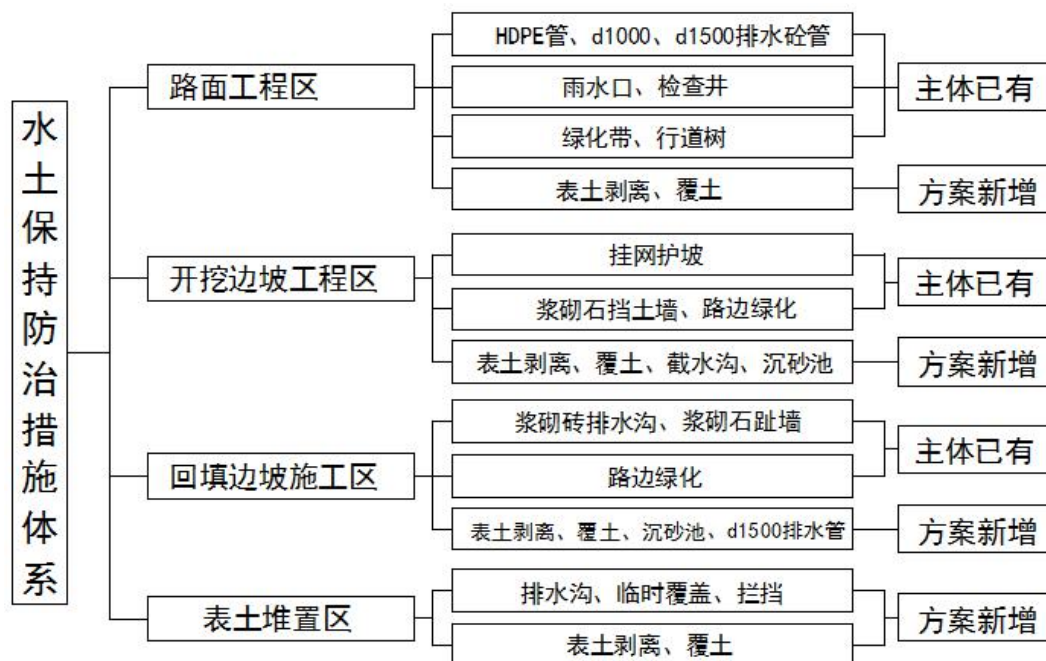 水土保持防治措施体系
路面工程区
HDPE管、d1000、d1500排水砼管
雨水口、检查井
绿化带、行道树
主体已有
表土剥离、覆土
方案新增
开挖边坡工程区
挂网护坡
浆砌石挡土墙、路边绿化
主体已有
表土剥离、覆土、截水沟、沉砂池
方案新增
回填边坡施工区
浆砌砖排水沟、浆砌石趾墙
路边绿化
主体已有
表土剥离、覆土、沉砂池、d1500排水管
方案新增
表土堆置区
排水沟、临时覆盖、拦挡
表土剥离、覆土
方案新增